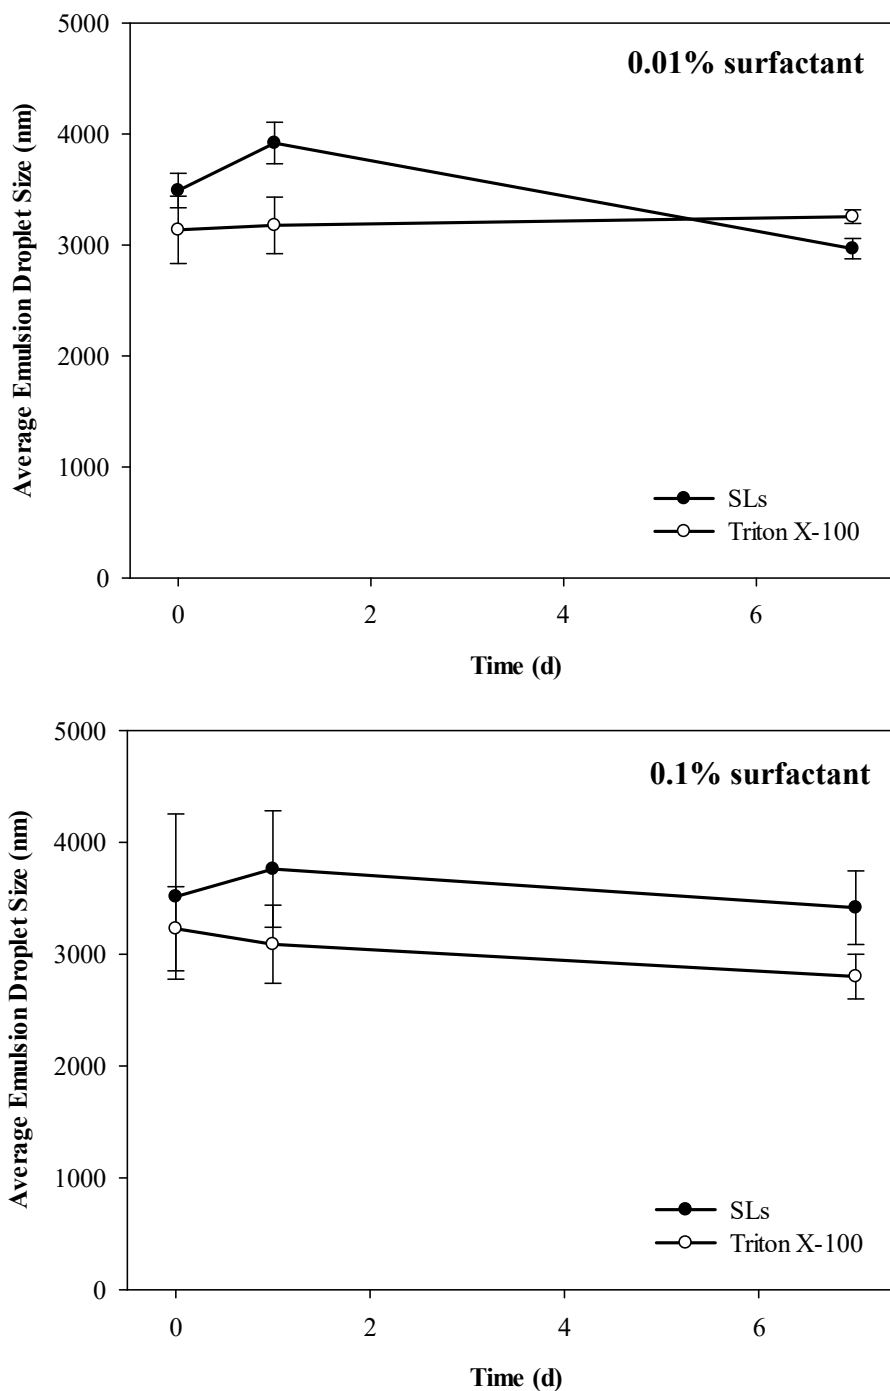 5000
0.01% surfactant
4000
3000
2000
1000
0
Average Emulsion Droplet Size (nm)
SLs
Triton X-100
0 2 4 6
Time (d)
5000
0.1% surfactant
4000
3000
2000
1000
0
Average Emulsion Droplet Size (nm)
SLs
Triton X-100
0 2 4 6
Time (d)